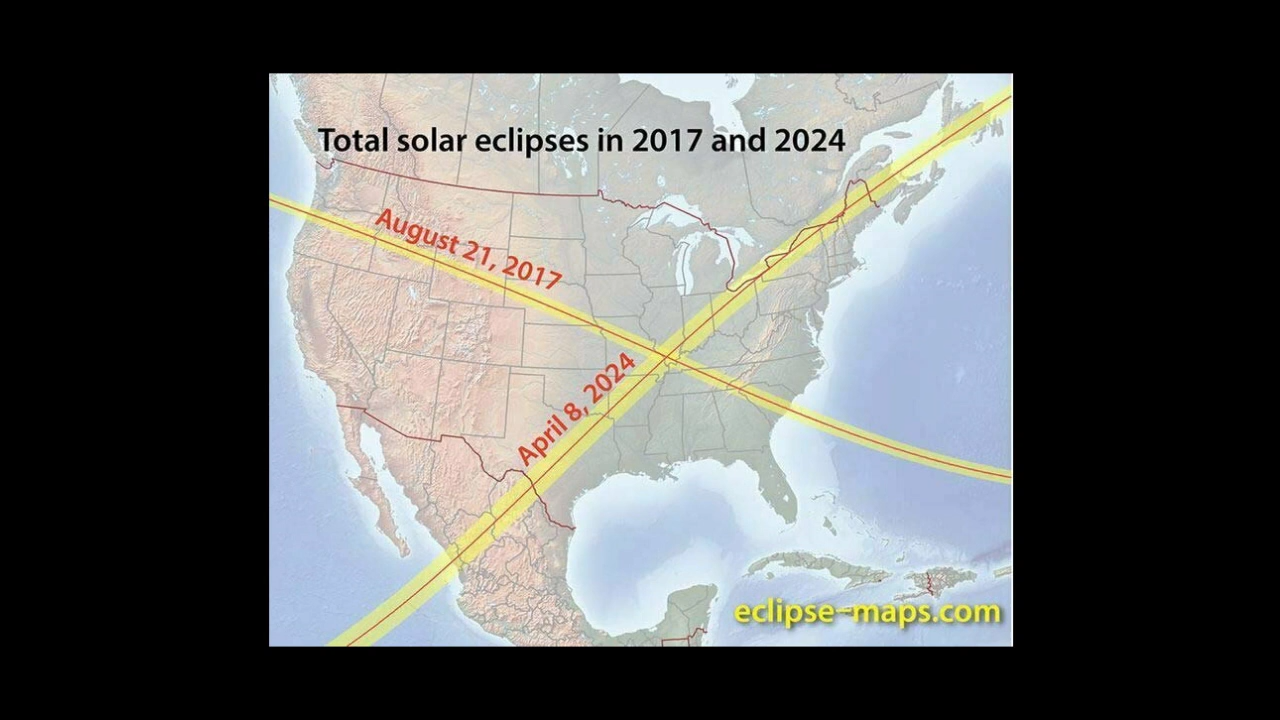 Total solar eclipses in 2017 and 2024
August 21, 2017
April 8, 2024
eclipse-maps.com